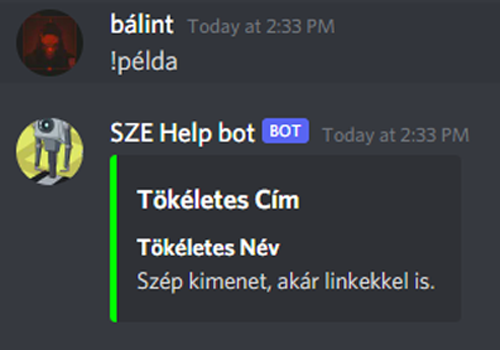 bálint Today at 2:33 PM
!példa
SZE Help bot BOT Today at 2:33 PM
Tökéletes Cím
Tökéletes Név
Szép kimenet, akár linkekkel is.